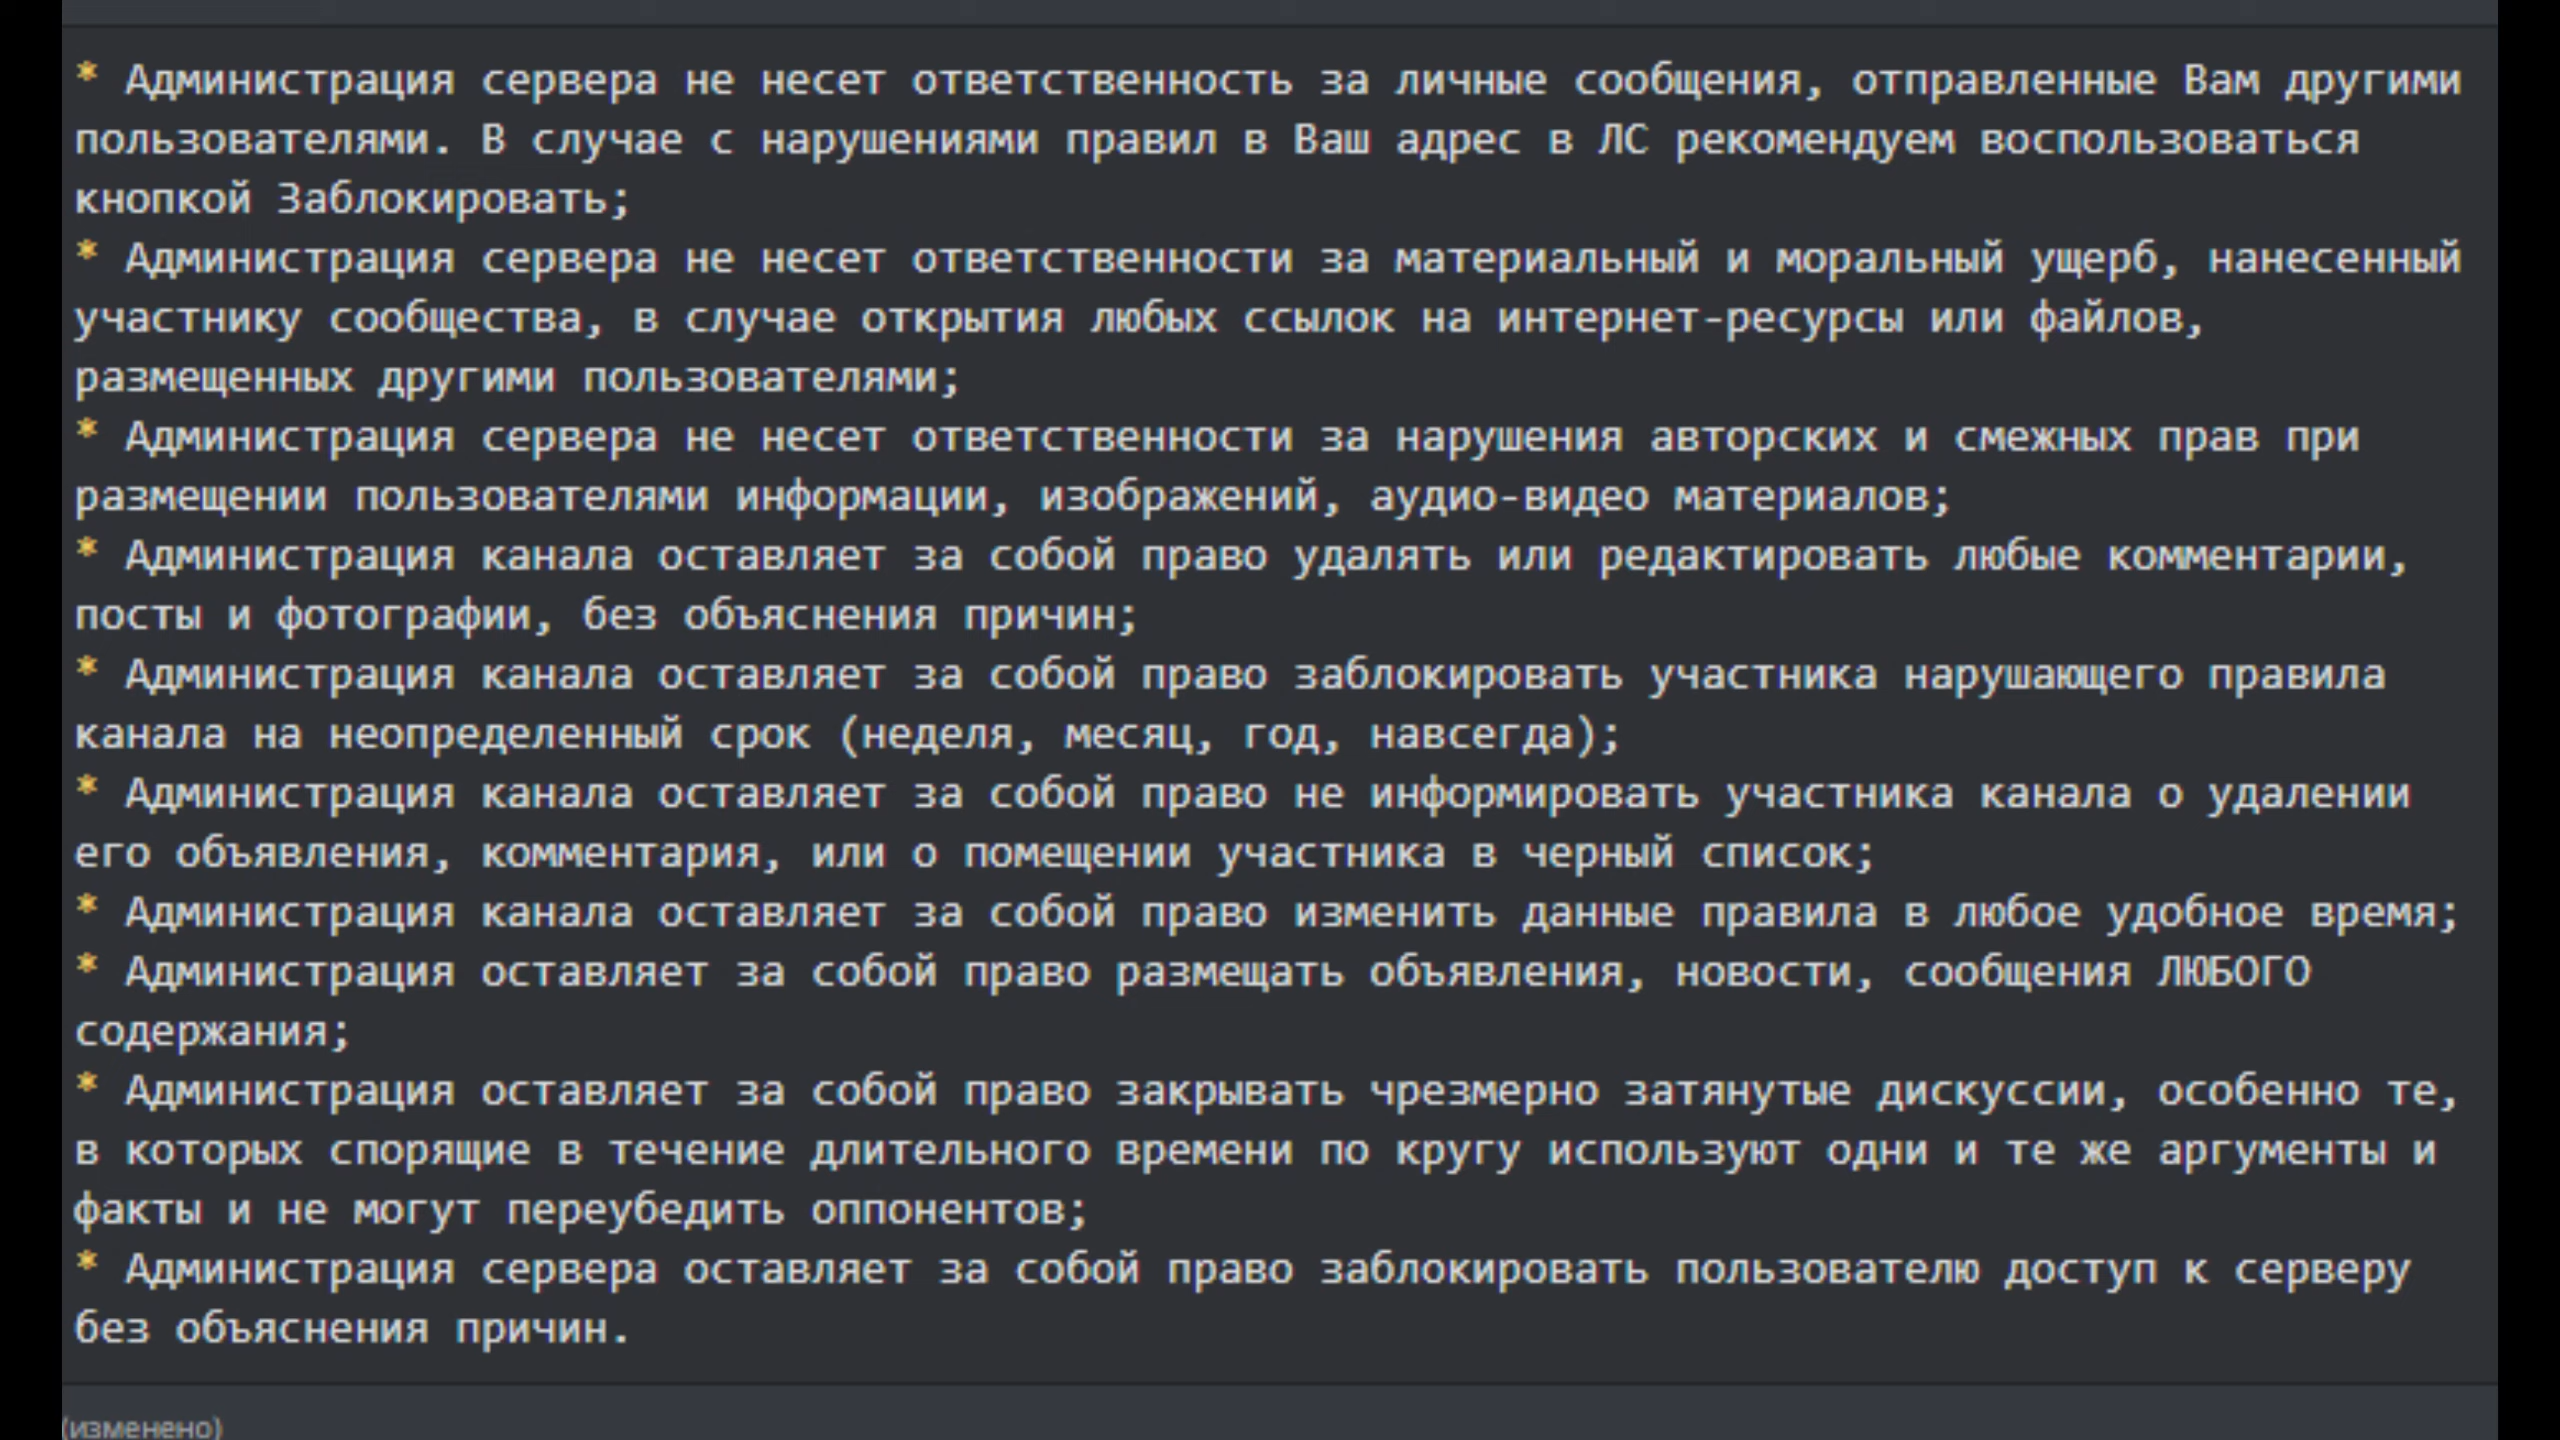 * Администрация сервера не несет ответственность за личные сообщения, отправленные Вам другими
пользователями. В случае с нарушениями правил в Ваш адрес в ЛС рекомендуем воспользоваться
кнопкой Заблокировать;
* Администрация сервера не несет ответственности за материальный и моральный ущерб, нанесенный
участнику сообщества, в случае открытия любых ссылок на интернет-ресурсы или файлов,
размещенных другими пользователями;
* Администрация сервера не несет ответственности за нарушения авторских и смежных прав при
размещении пользователями информации, изображений, аудио-видео материалов;
* Администрация канала оставляет за собой право удалять или редактировать любые комментарии,
посты и фотографии, без объяснения причин;
* Администрация канала оставляет за собой право заблокировать участника нарушающего правила
канала на неопределенный срок (неделя, месяц, год, навсегда);
* Администрация канала оставляет за собой право не информировать участника канала о удалении
его объявления, комментария, или о помещении участника в черный список;
* Администрация канала оставляет за собой право изменить данные правила в любое удобное время;
* Администрация оставляет за собой право размещать объявления, новости, сообщения ЛЮБОГО
содержания;
* Администрация оставляет за собой право закрывать чрезмерно затянутые дискуссии, особенно те,
в которых спорящие в течение длительного времени по кругу используют одни и те же аргументы и
факты и не могут переубедить оппонентов;
* Администрация сервера оставляет за собой право заблокировать пользователю доступ к серверу
без объяснения причин.
(изменено)